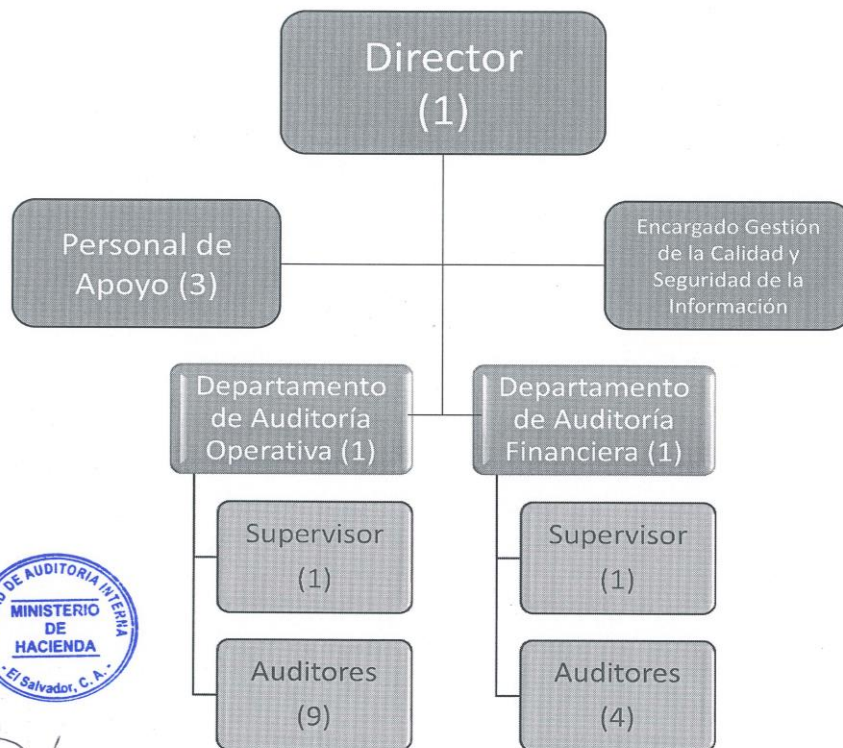 Director
(1)
Personal de
Apoyo (3)
Encargado Gestión
de la Calidad y
Seguridad de la
Información
Departamento
de Auditoría
Operativa (1)
Departamento
de Auditoría
Financiera (1)
Supervisor
(1)
Supervisor
(1)
Auditores
(9)
Auditores
(4)
DE AUDITORIA INTERNA
MINISTERIO
DE
HACIENDA
- El Salvador, C. A. -